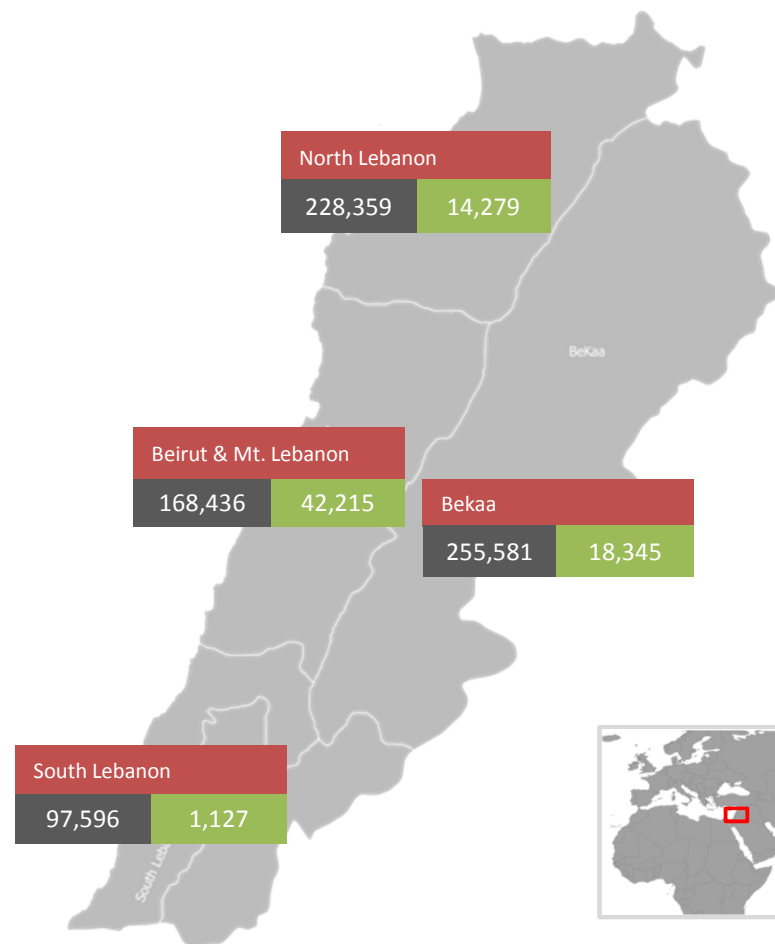 North Lebanon
228,359 14,279
BeKaa
Beirut & Mt. Lebanon
168,436 42,215
Bekaa
255,581 18,345
South Lebanon
97,596 1,127
South